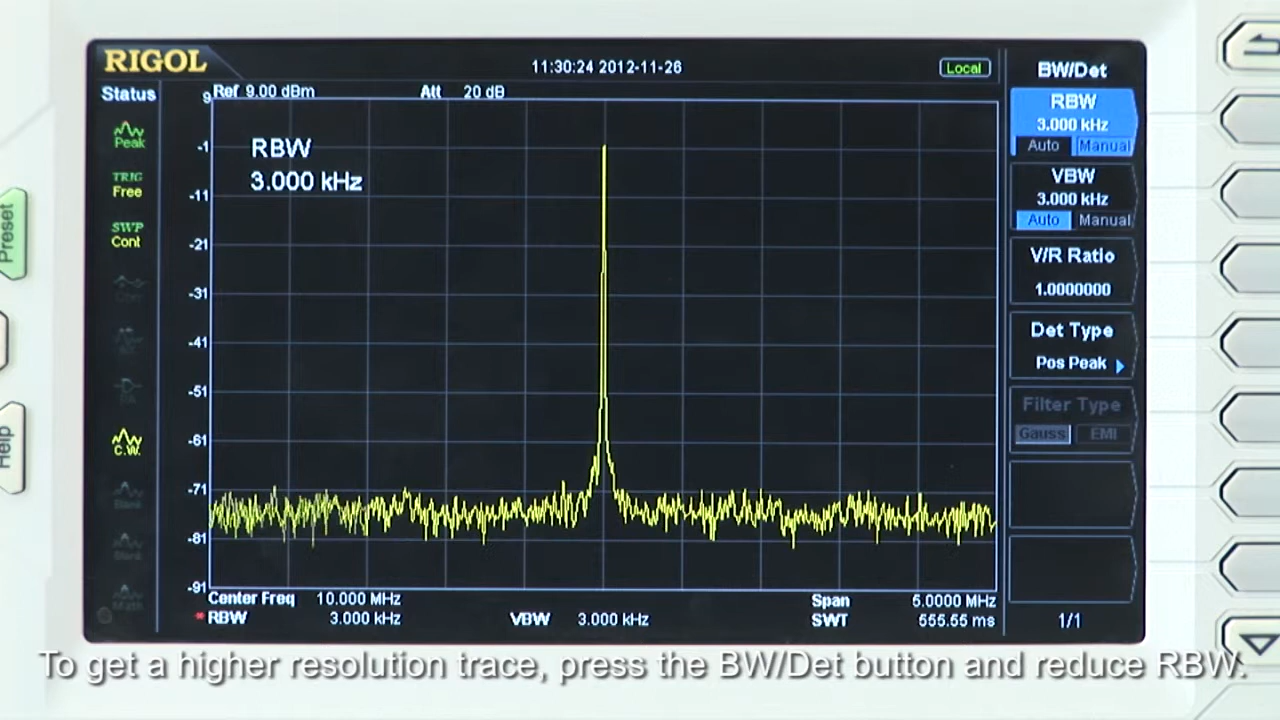 RIGOL
11:30:24 2012-11-26
Local
Status
Ref 9.00 dBm
Att 20 dB
9
-1
-11
-21
-31
-41
-51
-61
-71
-81
-91
RBW
3.000 kHz
Peak
TRIG
Free
SWP
Cont
C.W.
Center Freq 10.000 MHz
Span 5.0000 MHz
*RBW 3.000 kHz
VBW 3.000 kHz
SWT 555.55 ms
BW/Det
RBW
3.000 kHz
Auto Manual
VBW
3.000 kHz
Auto Manual
V/R Ratio
1.0000000
Det Type
Pos Peak
Filter Type
Gauss EMI
1/1
Preset
Help
To get a higher resolution trace, press the BW/Det button and reduce RBW.